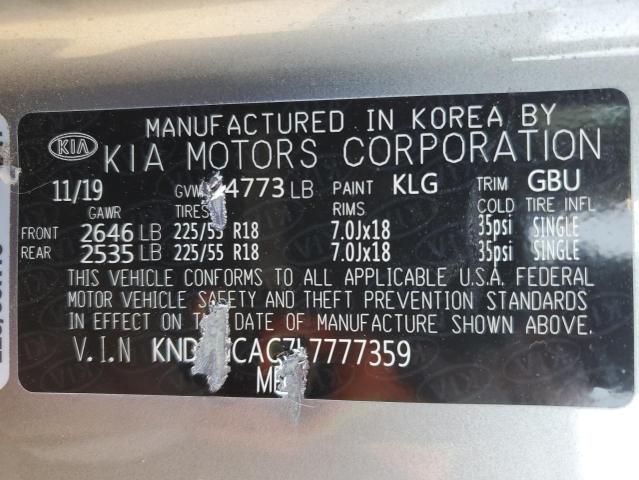 MANUFACTURED IN KOREA BY
KIA KIA MOTORS CORPORATION
11/19 4773 LB PAINT KLG TRIM GBU
GAWR TIRES RIMS COLD TIRE INFL
FRONT 2646 LB 225/55 R18 7.0Jx18 35psi SINGLE
REAR 2535 LB 225/55 R18 7.0Jx18 35psi SINGLE
THIS VEHICLE CONFORMS TO ALL APPLICABLE U.S.A. FEDERAL
MOTOR VEHICLE SAFETY AND THEFT PREVENTION STANDARDS
IN EFFECT ON THE DATE OF MANUFACTURE SHOWN ABOVE.
V.I.N